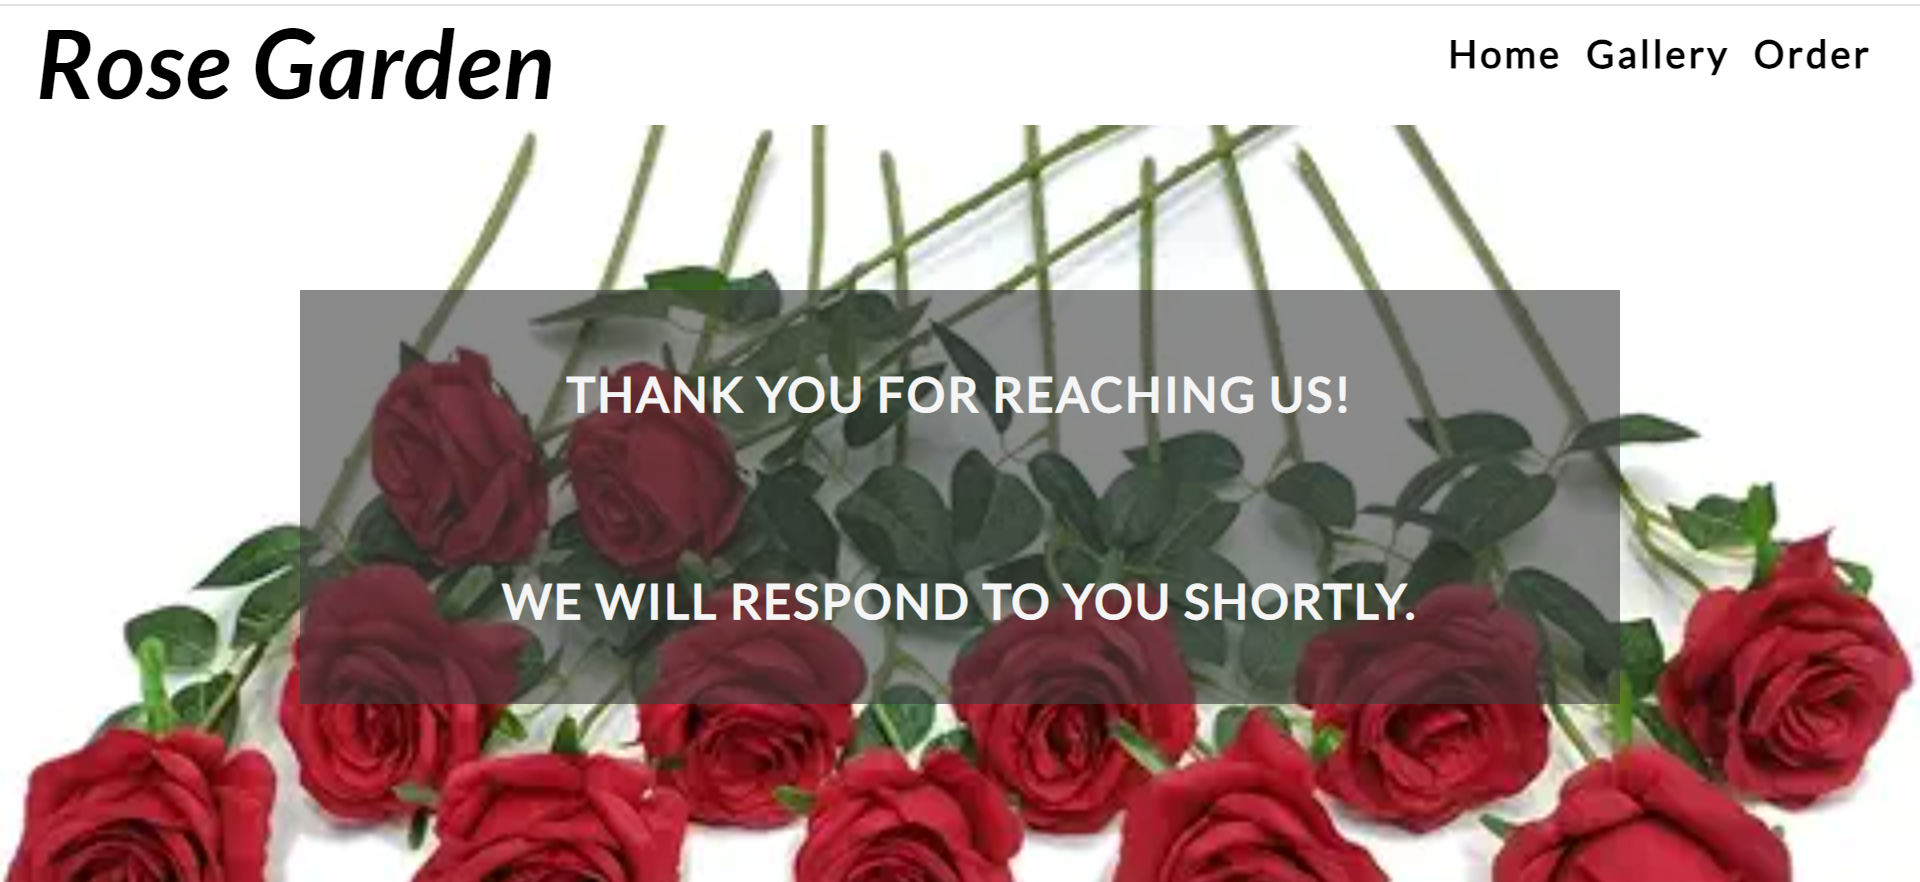 Rose Garden
Home Gallery Order
THANK YOU FOR REACHING US!
WE WILL RESPOND TO YOU SHORTLY.